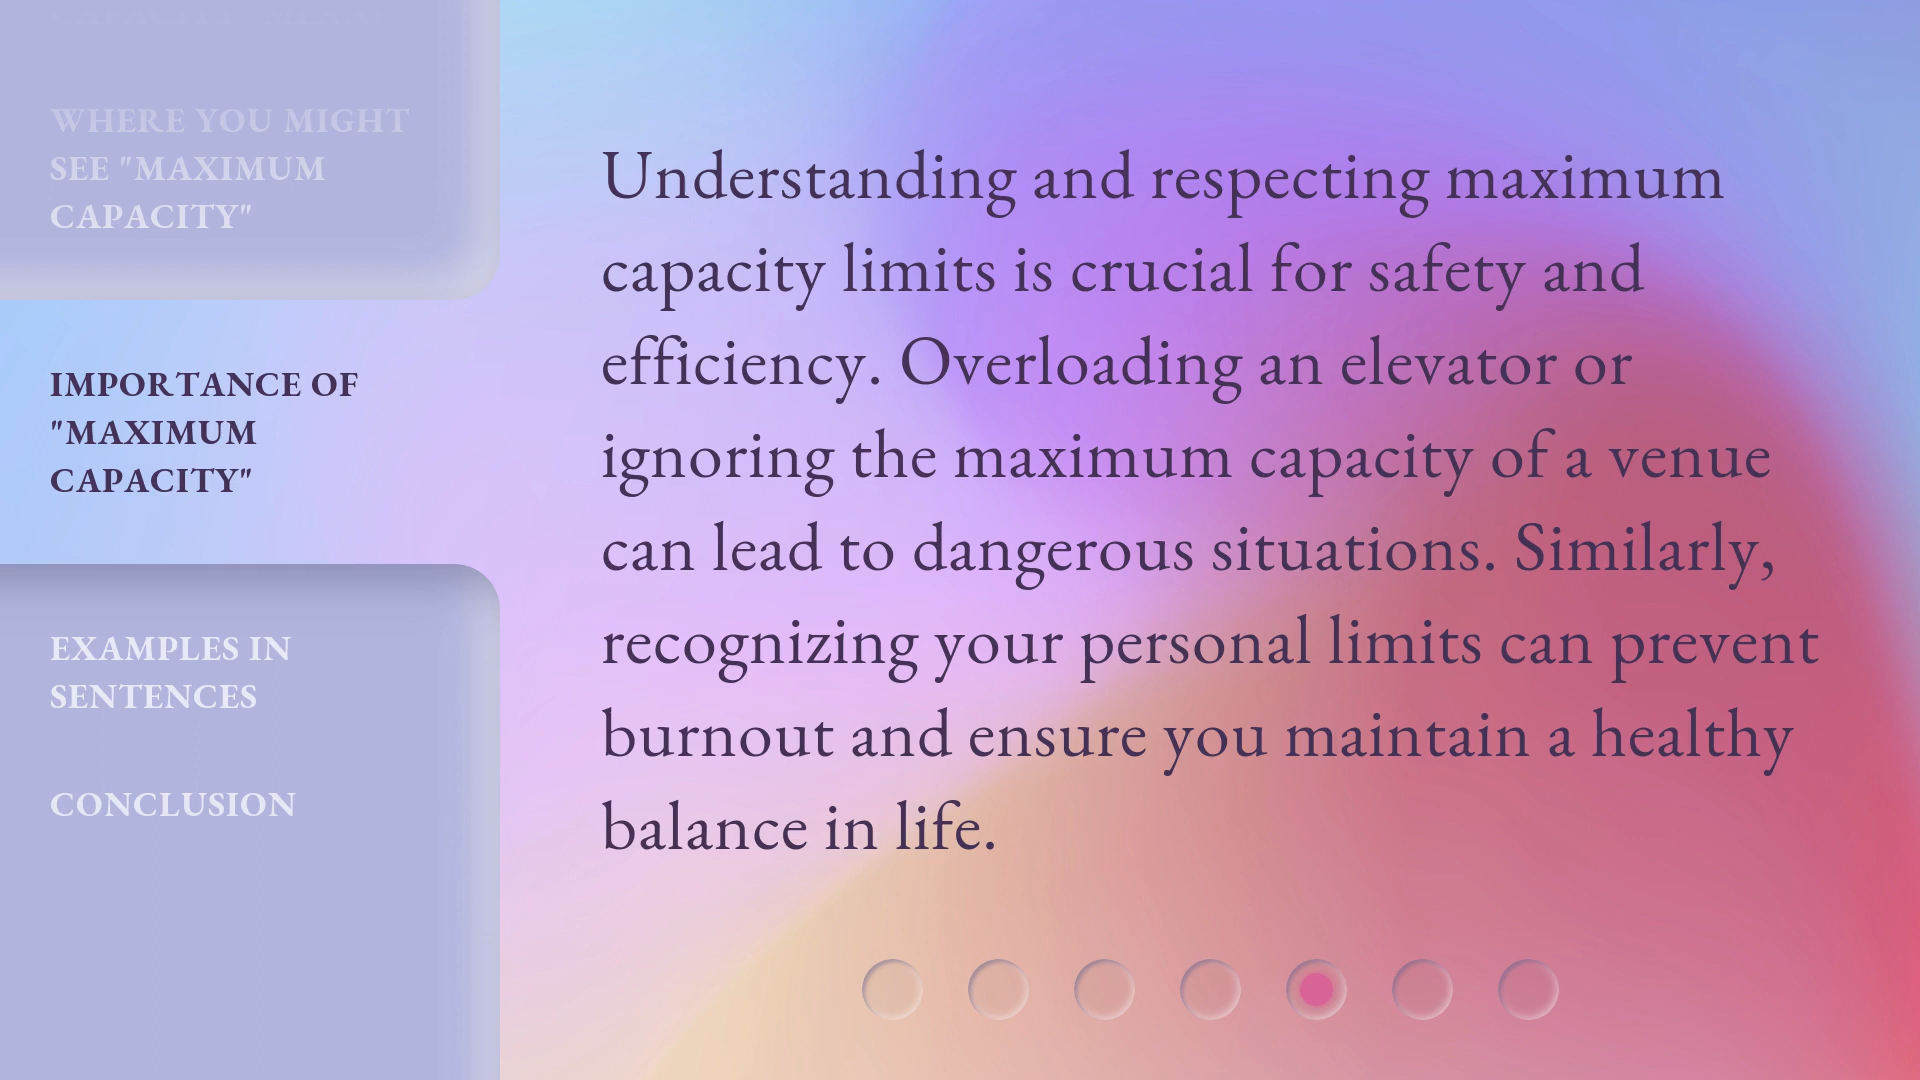 WHERE YOU MIGHT
SEE "MAXIMUM
CAPACITY"
IMPORTANCE OF
"MAXIMUM
CAPACITY"
EXAMPLES IN
SENTENCES
CONCLUSION
Understanding and respecting maximum
capacity limits is crucial for safety and
efficiency. Overloading an elevator or
ignoring the maximum capacity of a venue
can lead to dangerous situations. Similarly,
recognizing your personal limits can prevent
burnout and ensure you maintain a healthy
balance in life.